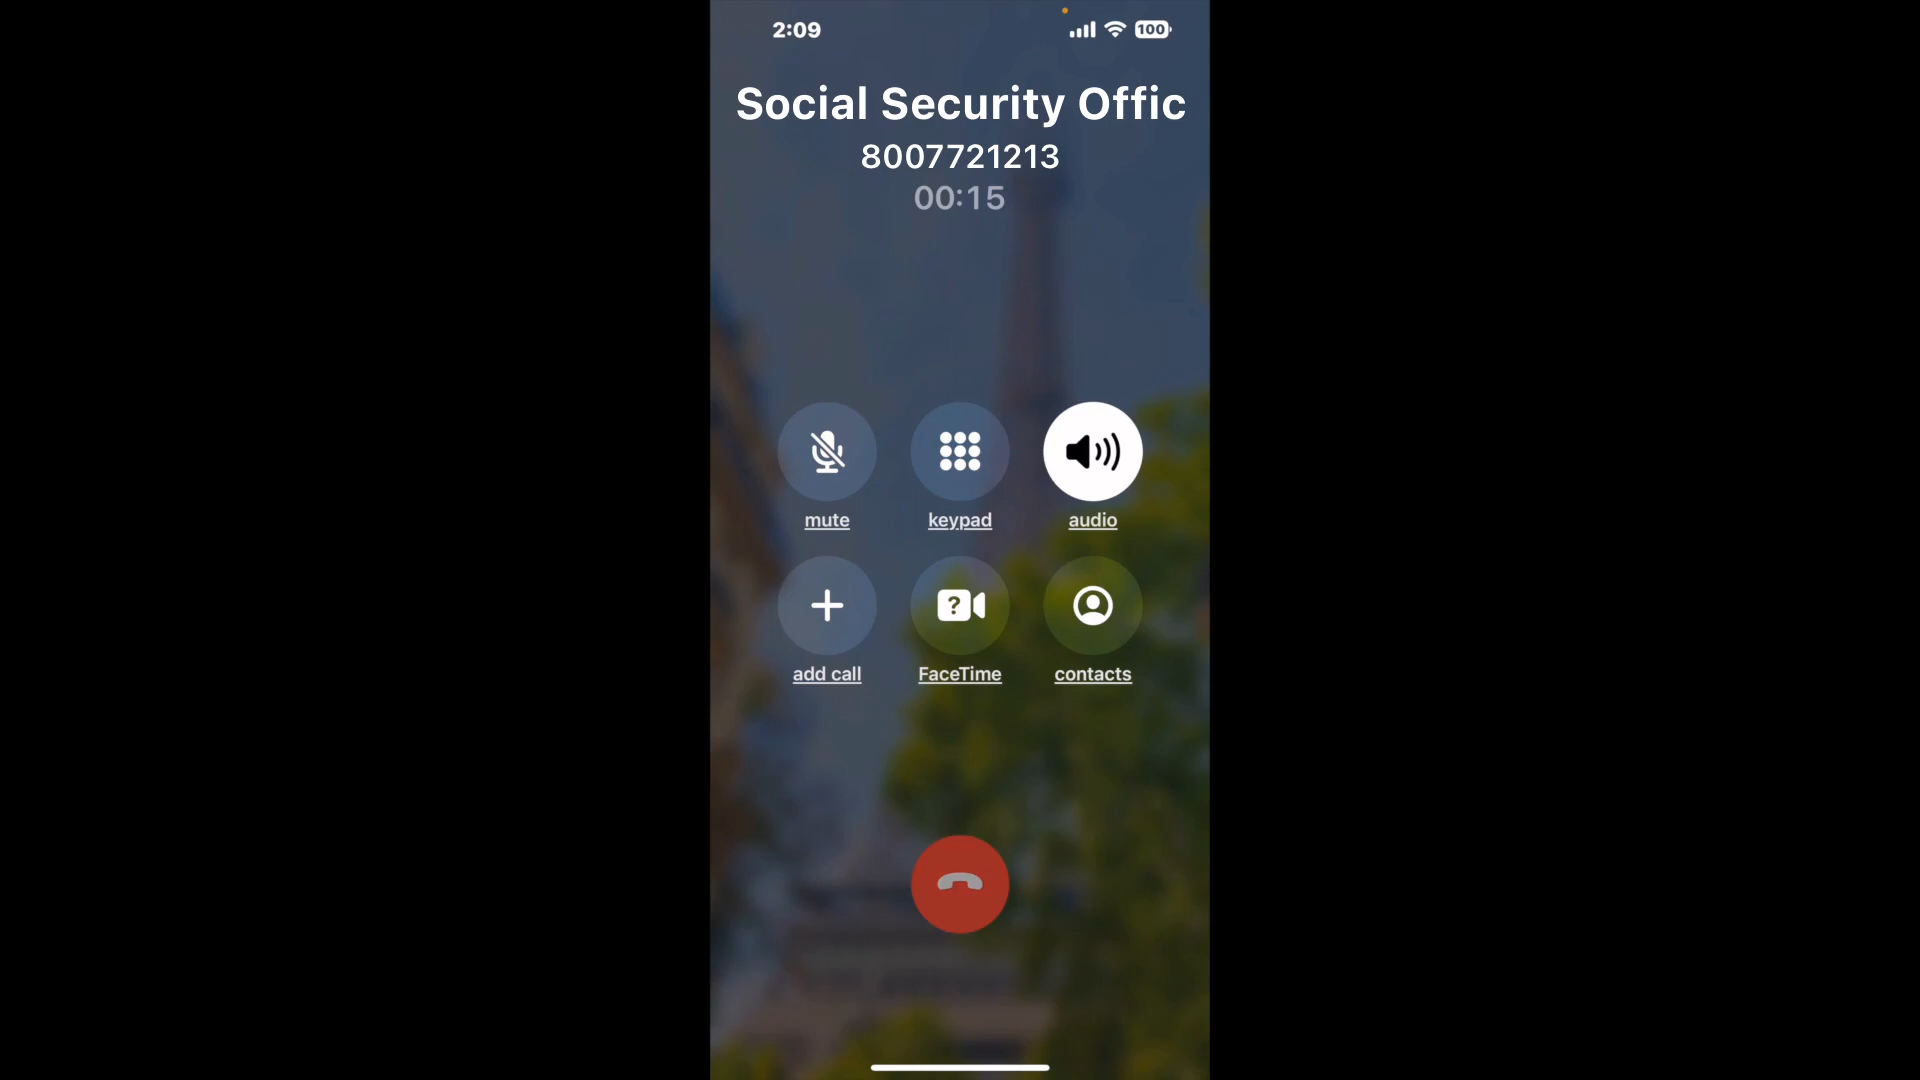 2:09
100
Social Security Offic
8007721213
00:15
mute
keypad
audio
?
add call
FaceTime
contacts